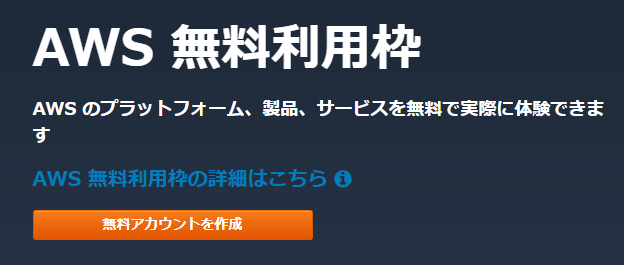 AWS 無料利用枠
AWS のプラットフォーム、製品、サービスを無料で実際に体験できま
す
AWS 無料利用枠の詳細はこちら
無料アカウントを作成